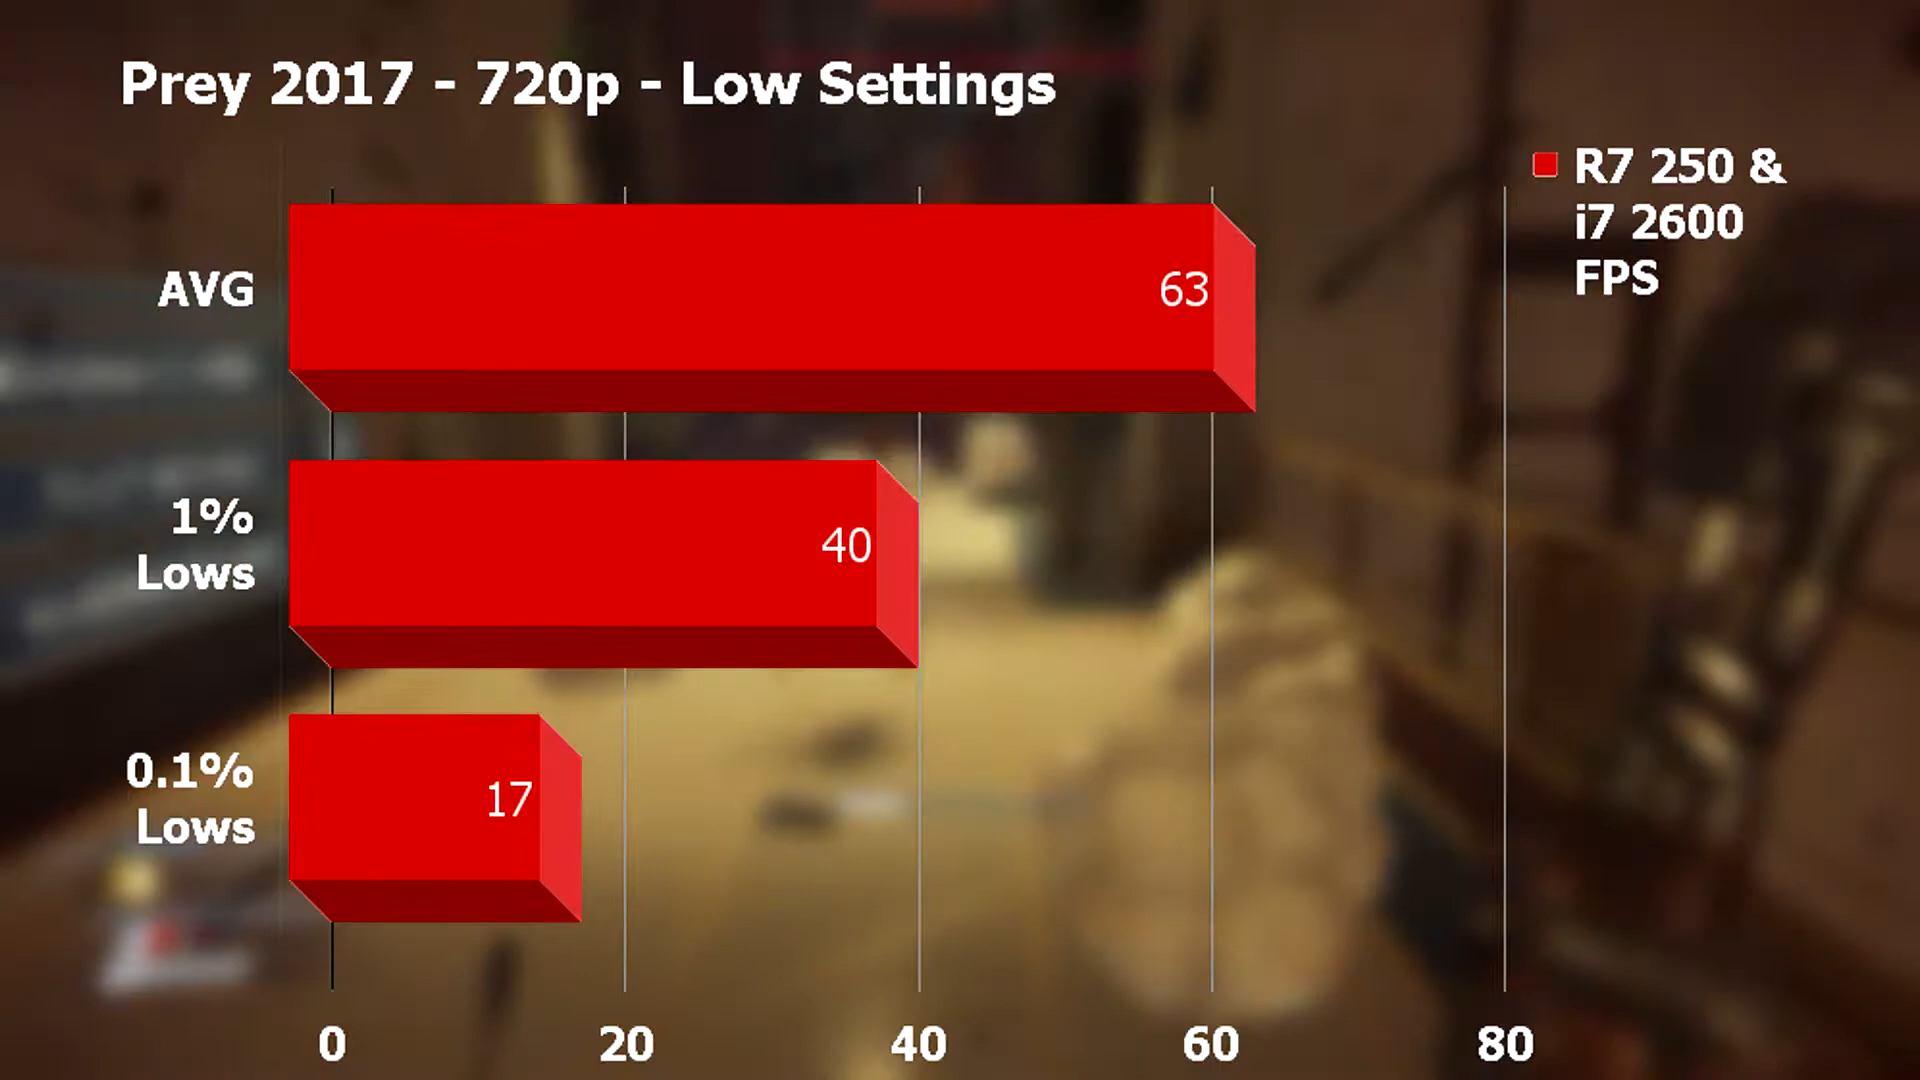 Prey 2017 - 720p - Low Settings
R7 250 &
i7 2600
FPS
AVG
63
1%
Lows
40
0.1%
Lows
17
0
20
40
60
80